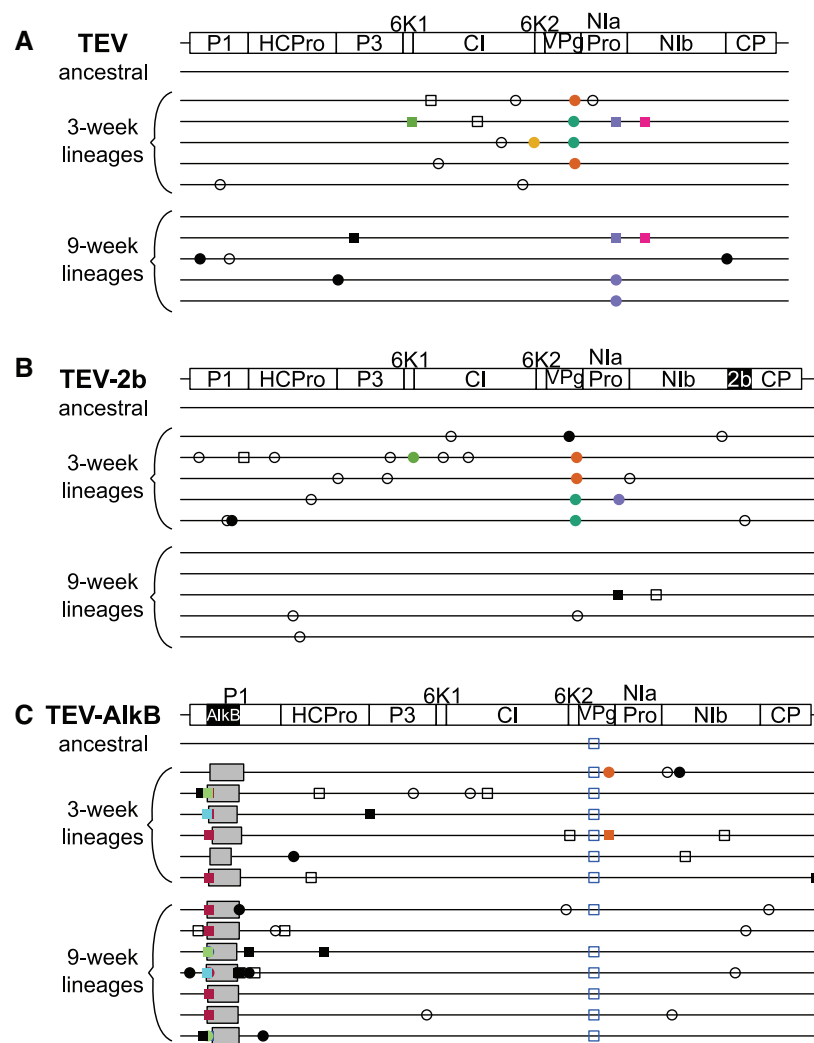 6K1 6K2 NIa
A TEV P1 HCPro P3 CI VPg Pro NIb CP
ancestral
3-week
lineages
9-week
lineages
6K1 6K2 NIa
B TEV-2b P1 HCPro P3 CI VPg Pro NIb 2b CP
ancestral
3-week
lineages
9-week
lineages
P1 6K1 6K2 NIa
C TEV-AlkB AlkB HCPro P3 CI VPg Pro NIb CP
ancestral
3-week
lineages
9-week
lineages